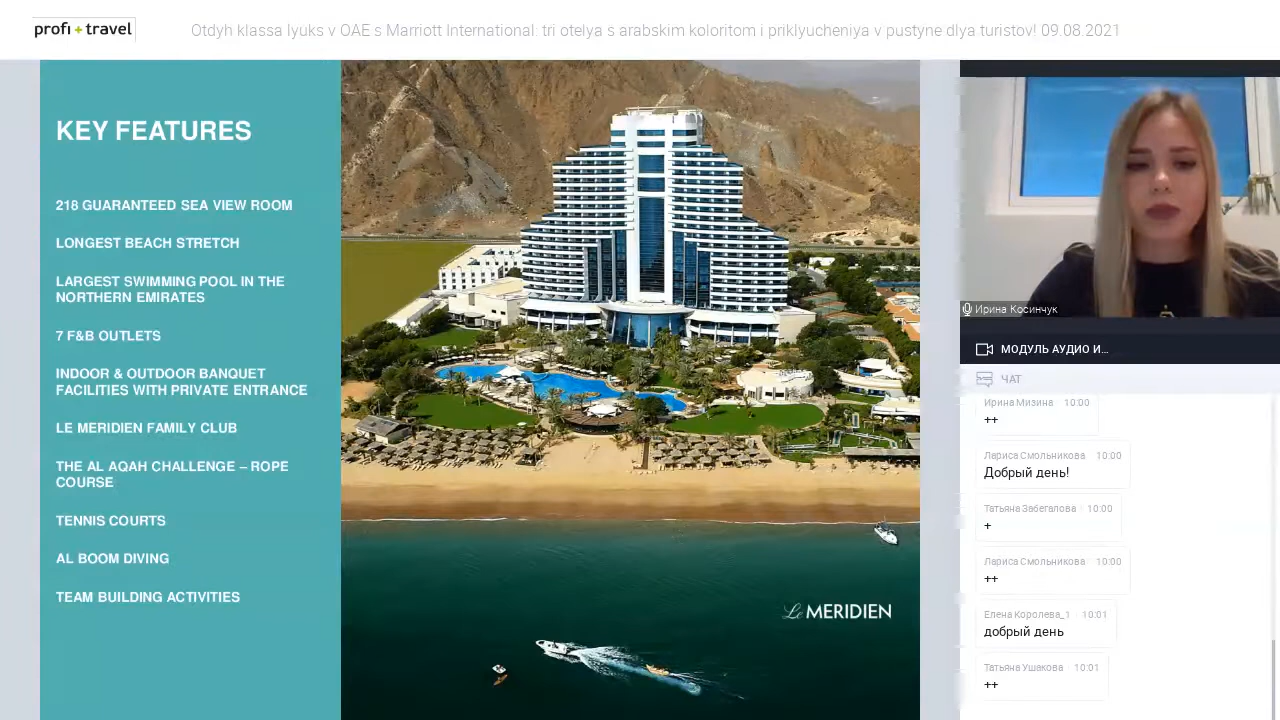 profi + travel
Otdyh klassa lyuks v OAE s Marriott International: tri otelya s arabskim koloritom i priklyucheniya v pustyne dlya turistov! 09.08.2021
KEY FEATURES
218 GUARANTEED SEA VIEW ROOM
LONGEST BEACH STRETCH
LARGEST SWIMMING POOL IN THE
NORTHERN EMIRATES
7 F&B OUTLETS
INDOOR & OUTDOOR BANQUET
FACILITIES WITH PRIVATE ENTRANCE
LE MERIDIEN FAMILY CLUB
THE AL AQAH CHALLENGE – ROPE
COURSE
TENNIS COURTS
AL BOOM DIVING
TEAM BUILDING ACTIVITIES
Le MERIDIEN
Ирина Косинчук
МОДУЛЬ АУДИО И...
ЧАТ
Ирина Мизина 10:00
++
Лариса Смольникова 10:00
Добрый день!
Татьяна Забегалова 10:00
+
Лариса Смольникова 10:00
++
Елена Королева_1 10:01
добрый день
Татьяна Ушакова 10:01
++